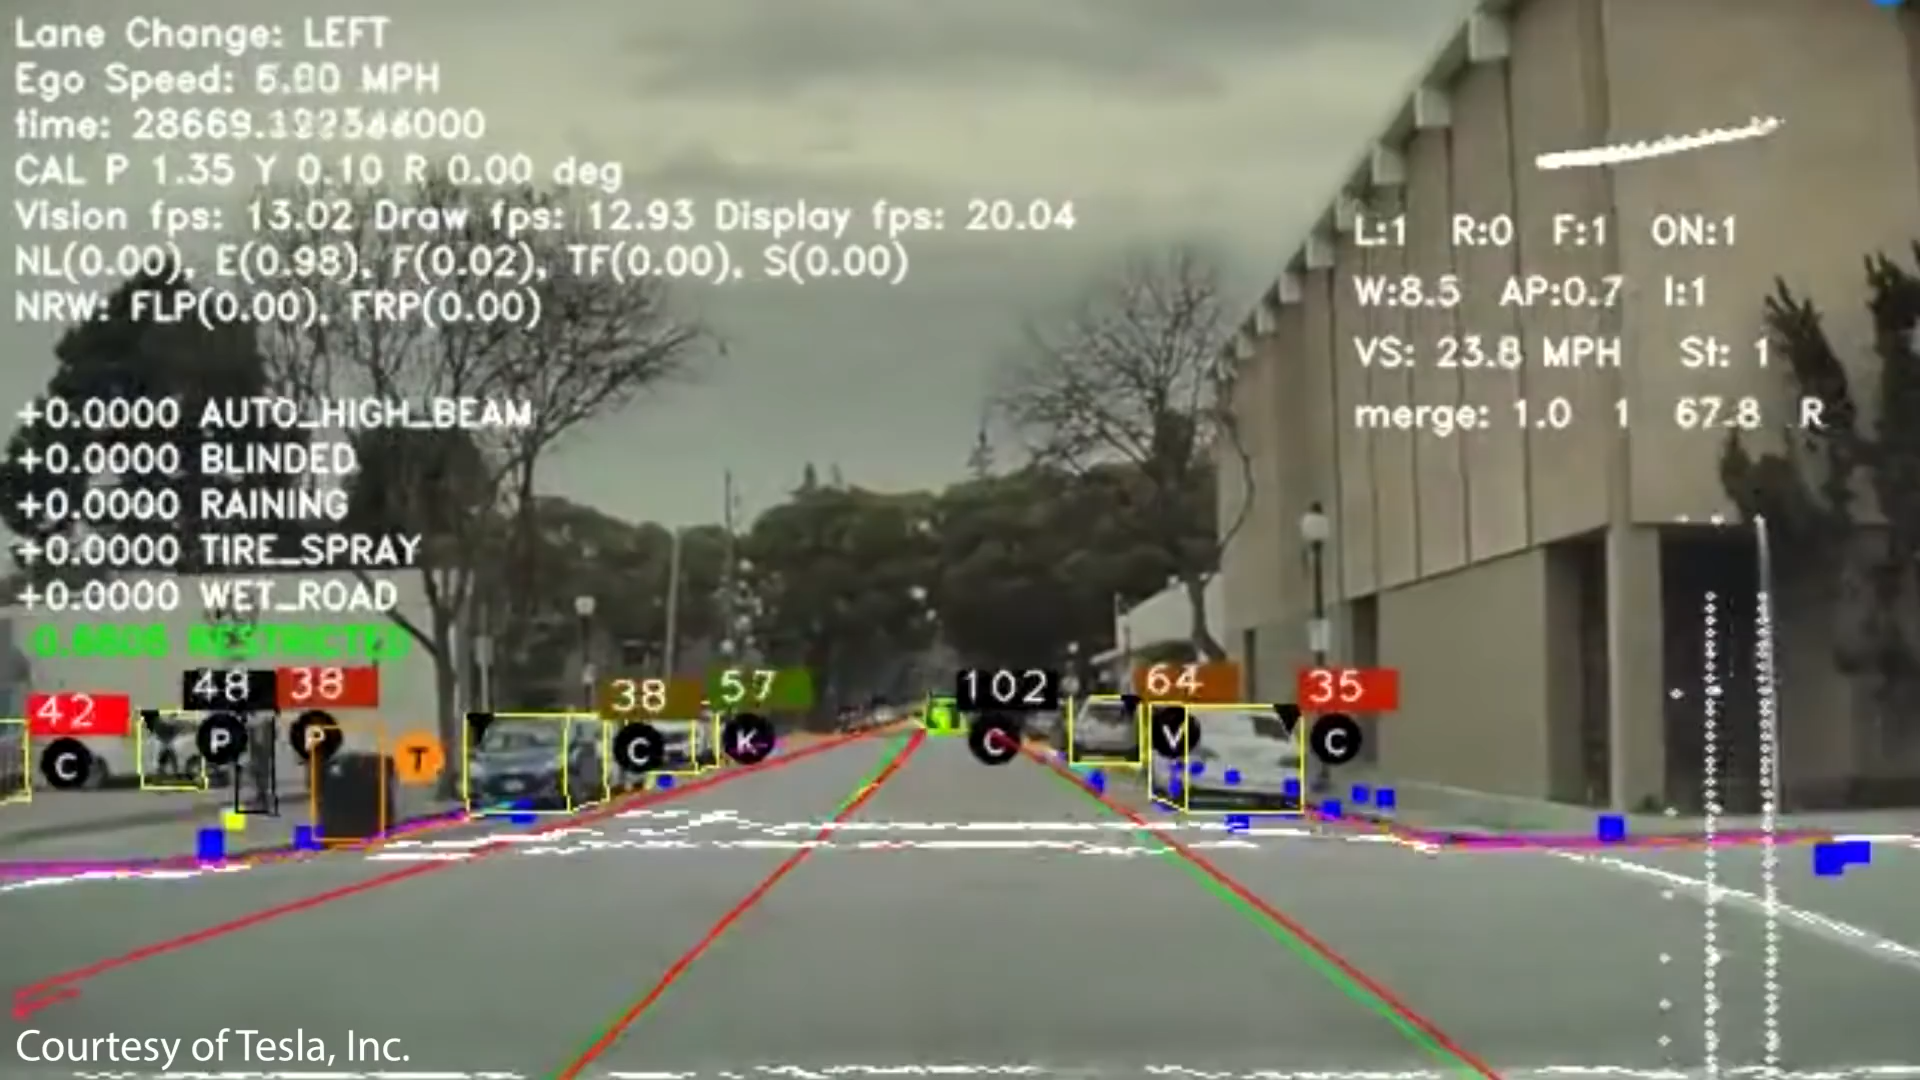 Lane Change: LEFT
Ego Speed: MPH
time:
CAL P 1.35 Y 0.10 R 0.00 deg
Vision fps: 13.02 Draw fps: 12.93 Display fps: 20.04
NL(0.00), E(0.98), F(0.02), TF(0.00), S(0.00)
NRW: FLP(0.00), FRP(0.00)
L:1 R:0 F:1 ON:1
W:8.5 AP:0.7 I:1
VS: 23.8 MPH St: 1
merge: 1.0 1 67.8 R
+0.0000 AUTO_HIGH_BEAM
+0.0000 BLINDED
+0.0000 RAINING
+0.0000 TIRE_SPRAY
+0.0000 WET_ROAD
RESTRICTED
42 48 38 38 57 102 64 35
C P P T C K C V C
Courtesy of Tesla, Inc.